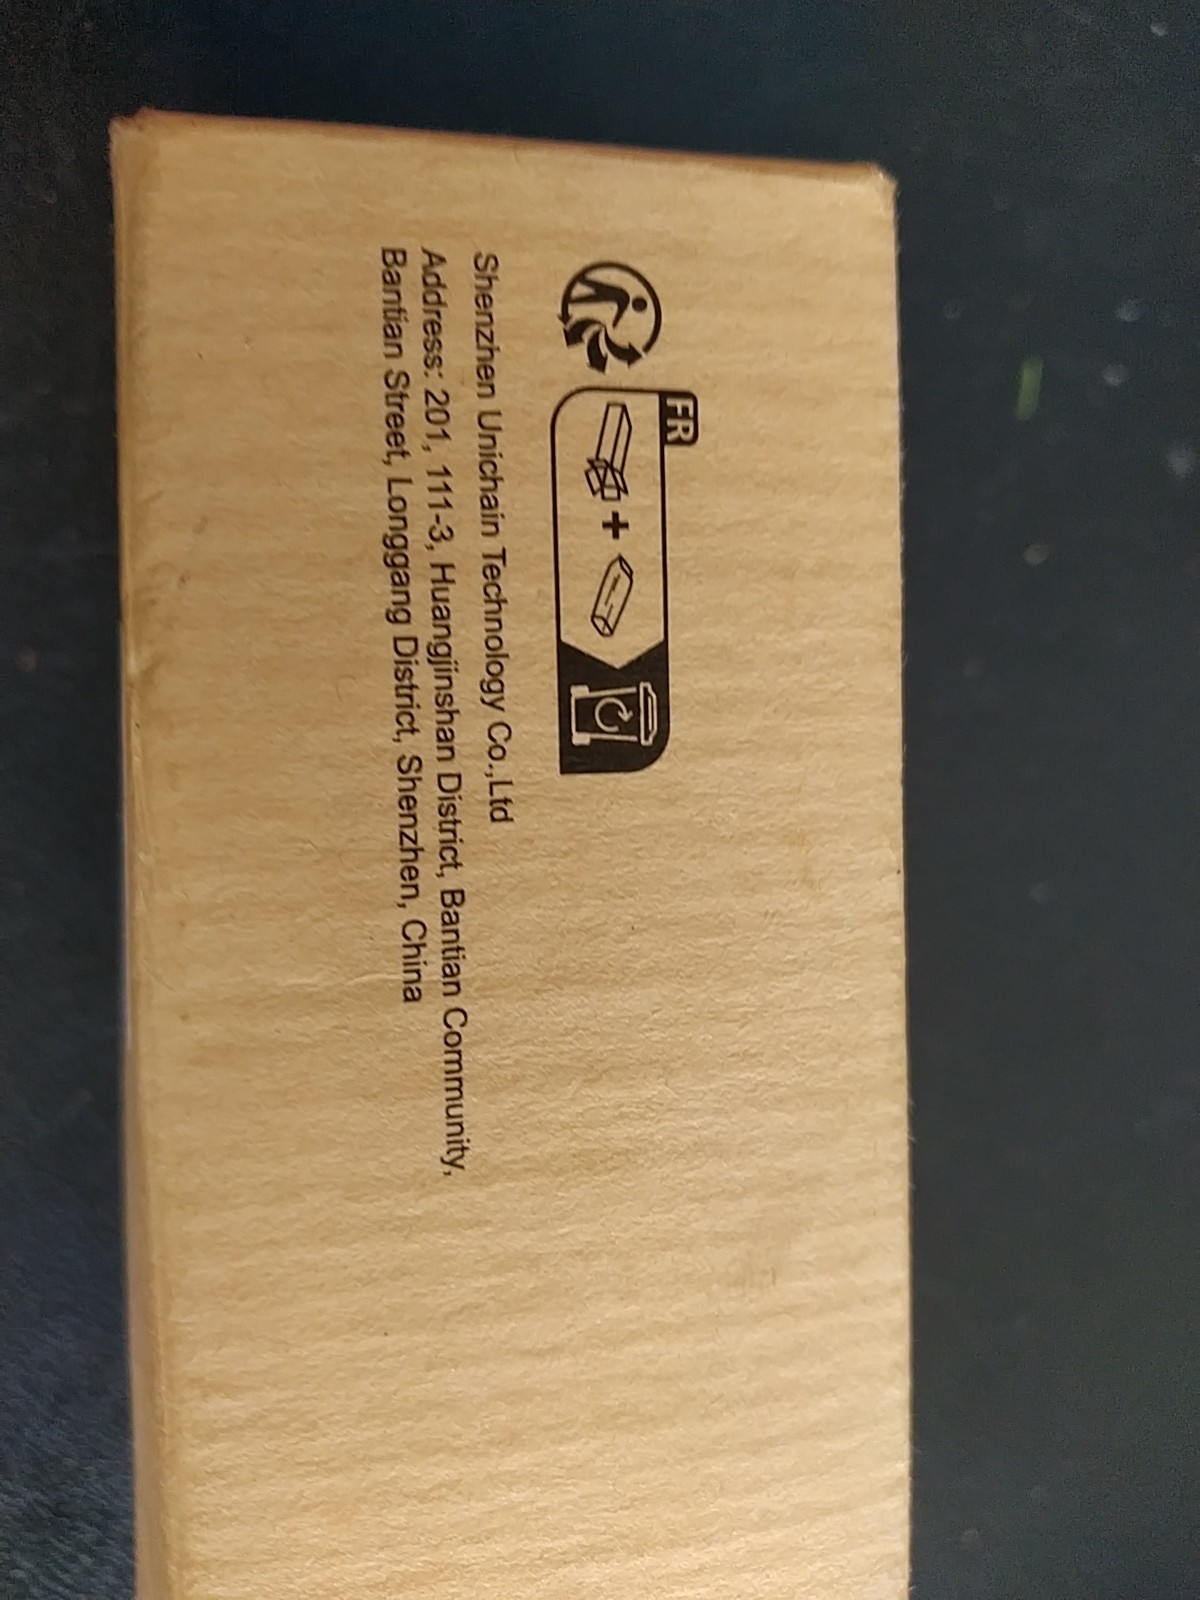 FR
Shenzhen Unichain Technology Co.,Ltd
Address: 201, 111-3, Huangjinshan District, Bantian Community,
Bantian Street, Longgang District, Shenzhen, China